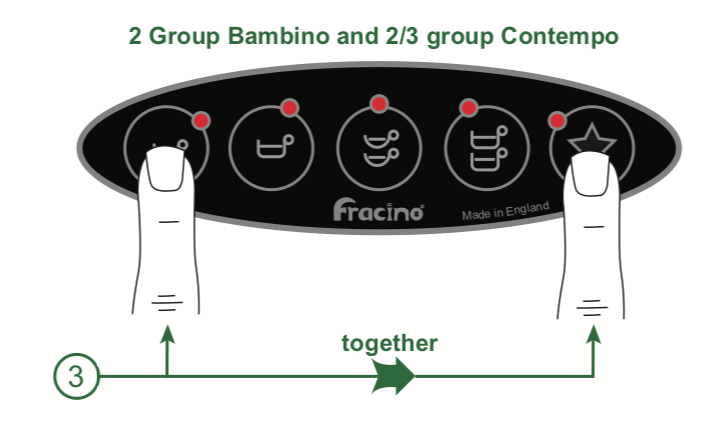 2 Group Bambino and 2/3 group Contempo
fracino
Made in England
together
3